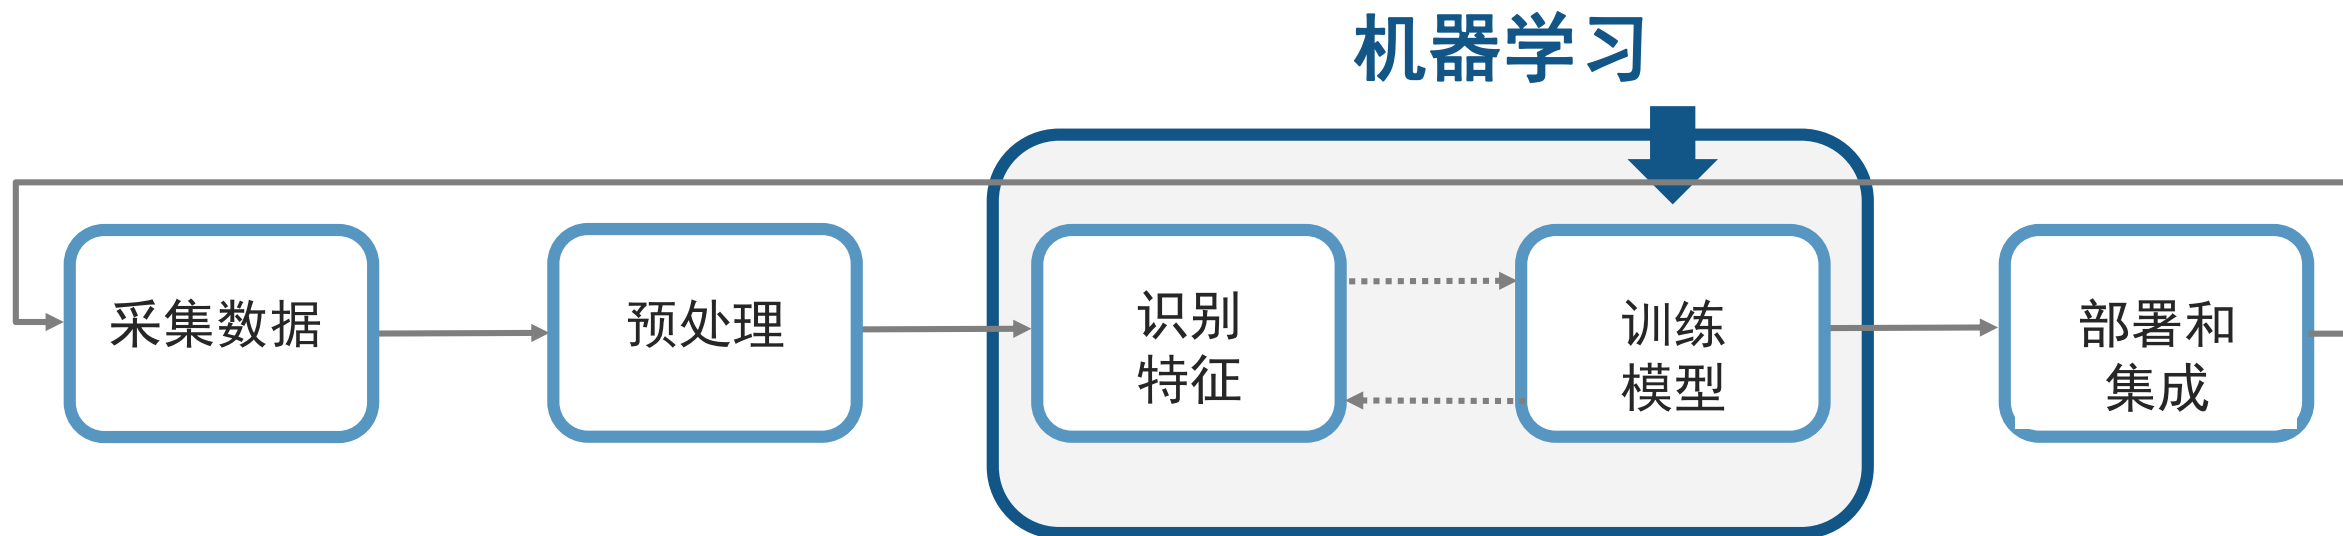 机器学习
采集数据
预处理
识别
特征
训练
模型
部署和
集成